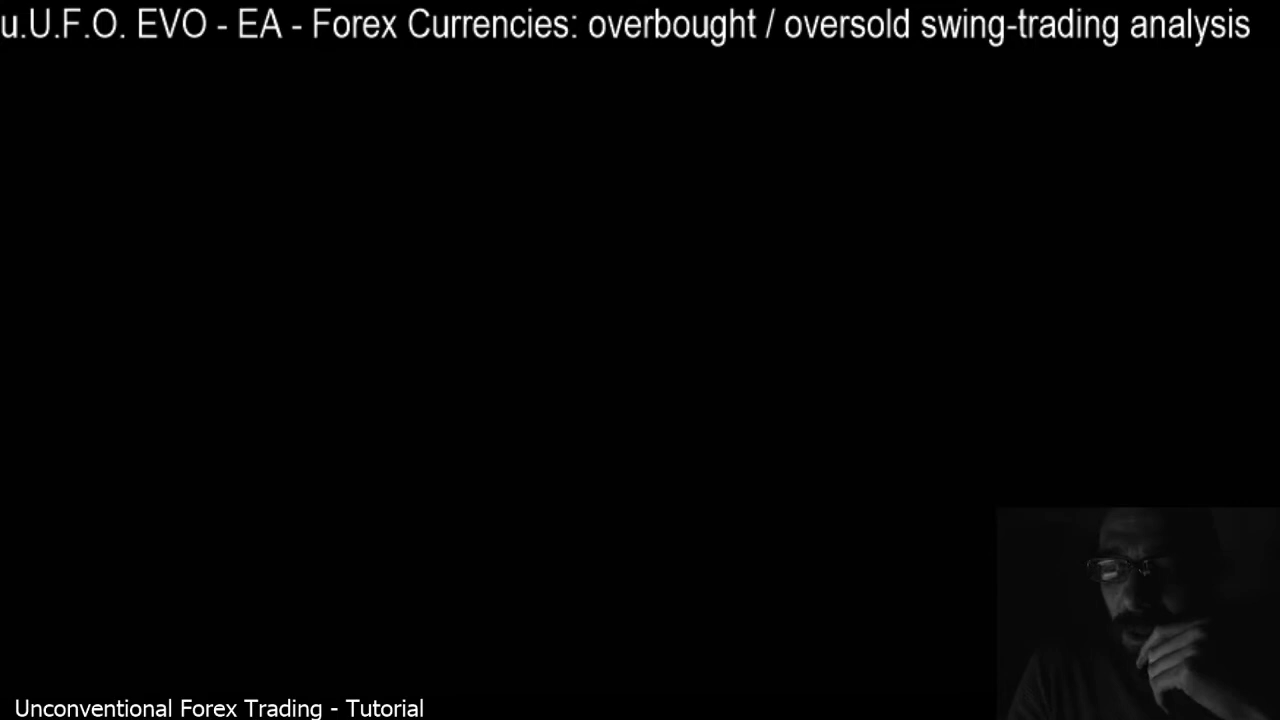 u.U.F.O. EVO - EA - Forex Currencies: overbought / oversold swing-trading analysis
Unconventional Forex Trading - Tutorial